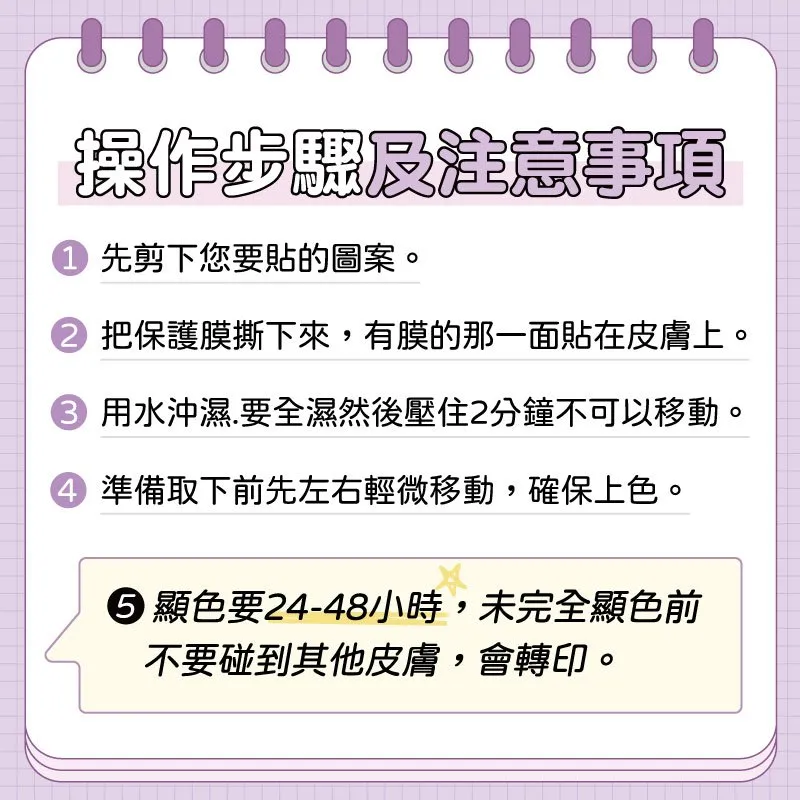 操作步驟及注意事項
1 先剪下您要貼的圖案。
2 把保護膜撕下來，有膜的那一面貼在皮膚上。
3 用水沖濕.要全濕然後壓住2分鐘不可以移動。
4 準備取下前先左右輕微移動，確保上色。
5 顯色要24-48小時，未完全顯色前
不要碰到其他皮膚，會轉印。